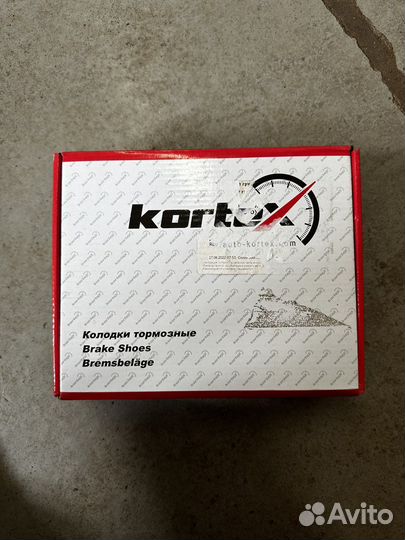 kortex
auto-kortex.com
Колодки тормозные
Brake Shoes
Bremsbeläge
Avito